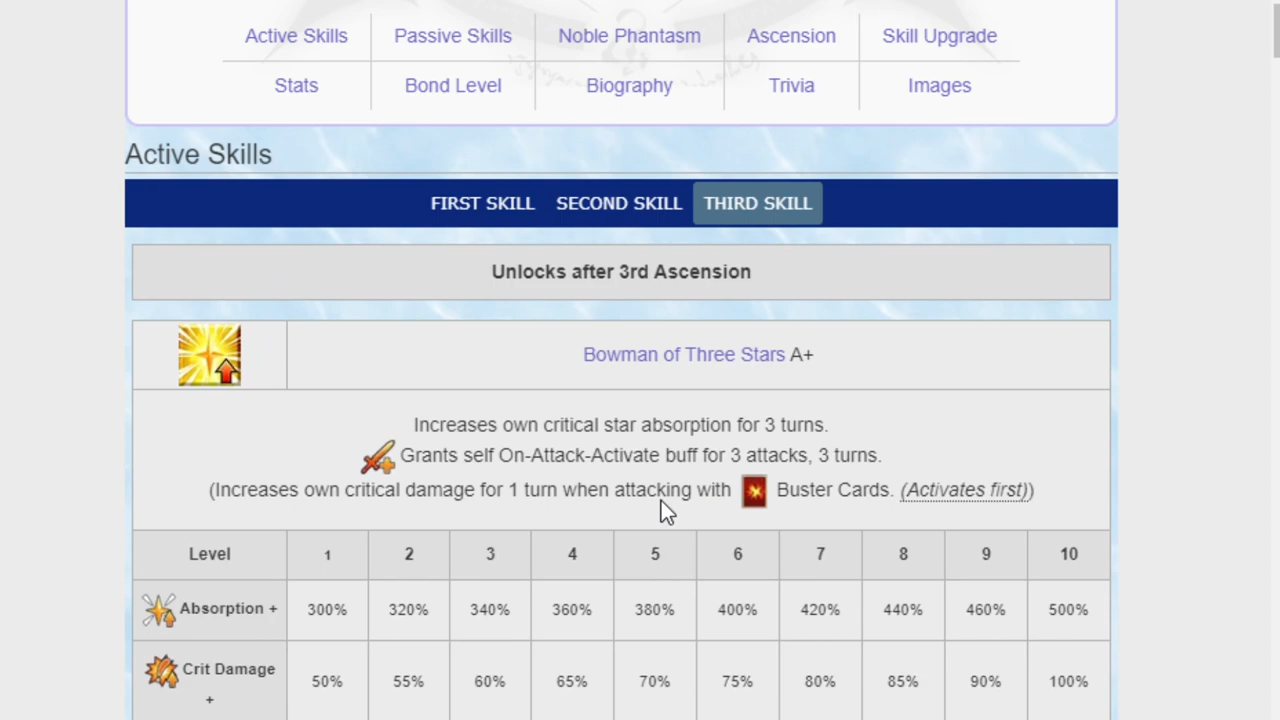 Active Skills Passive Skills Noble Phantasm Ascension Skill Upgrade
Stats Bond Level Biography Trivia Images
Active Skills
FIRST SKILL SECOND SKILL THIRD SKILL
Unlocks after 3rd Ascension
Bowman of Three Stars A+
Increases own critical star absorption for 3 turns.
Grants self On-Attack-Activate buff for 3 attacks, 3 turns.
(Increases own critical damage for 1 turn when attacking with Buster Cards. (Activates first))
Level 1 2 3 4 5 6 7 8 9 10
Absorption + 300% 320% 340% 360% 380% 400% 420% 440% 460% 500%
Crit Damage + 50% 55% 60% 65% 70% 75% 80% 85% 90% 100%